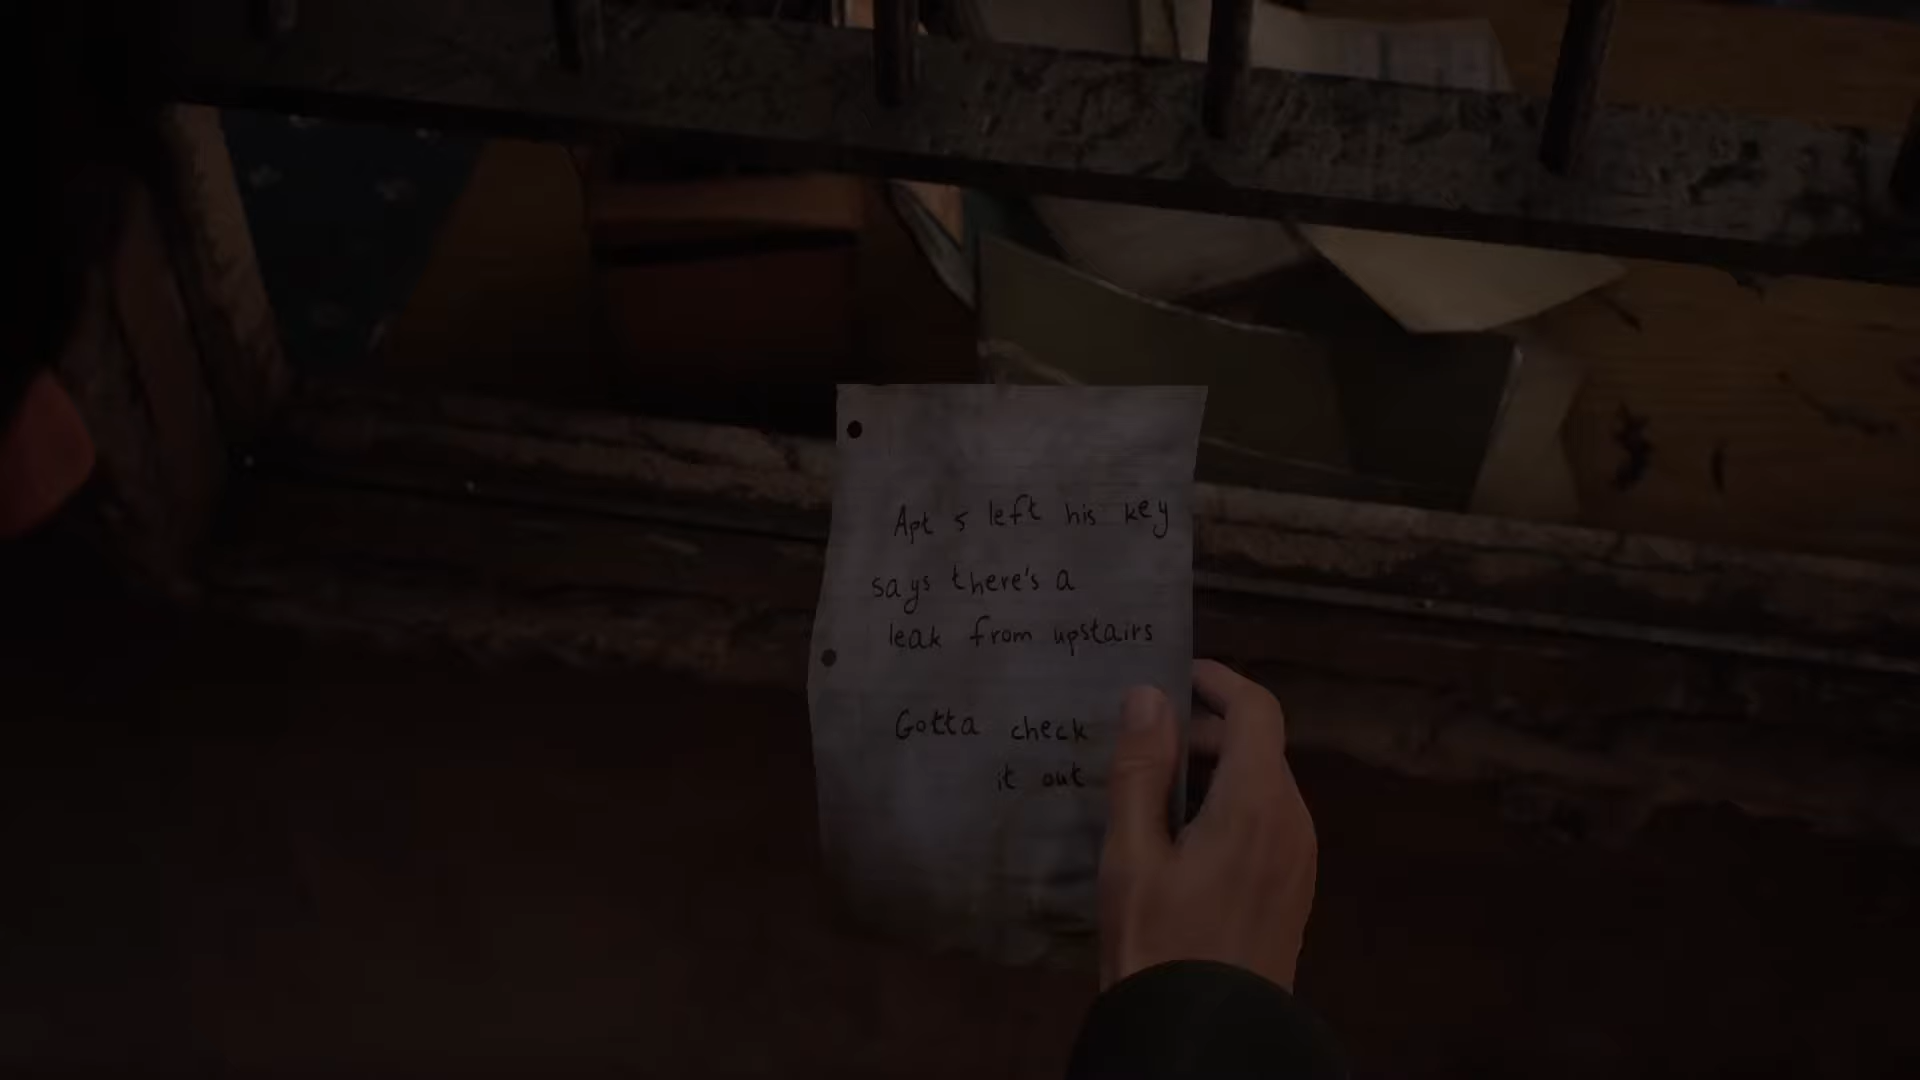 Apt 5 left his key
says there's a
leak from upstairs
Gotta check
it out